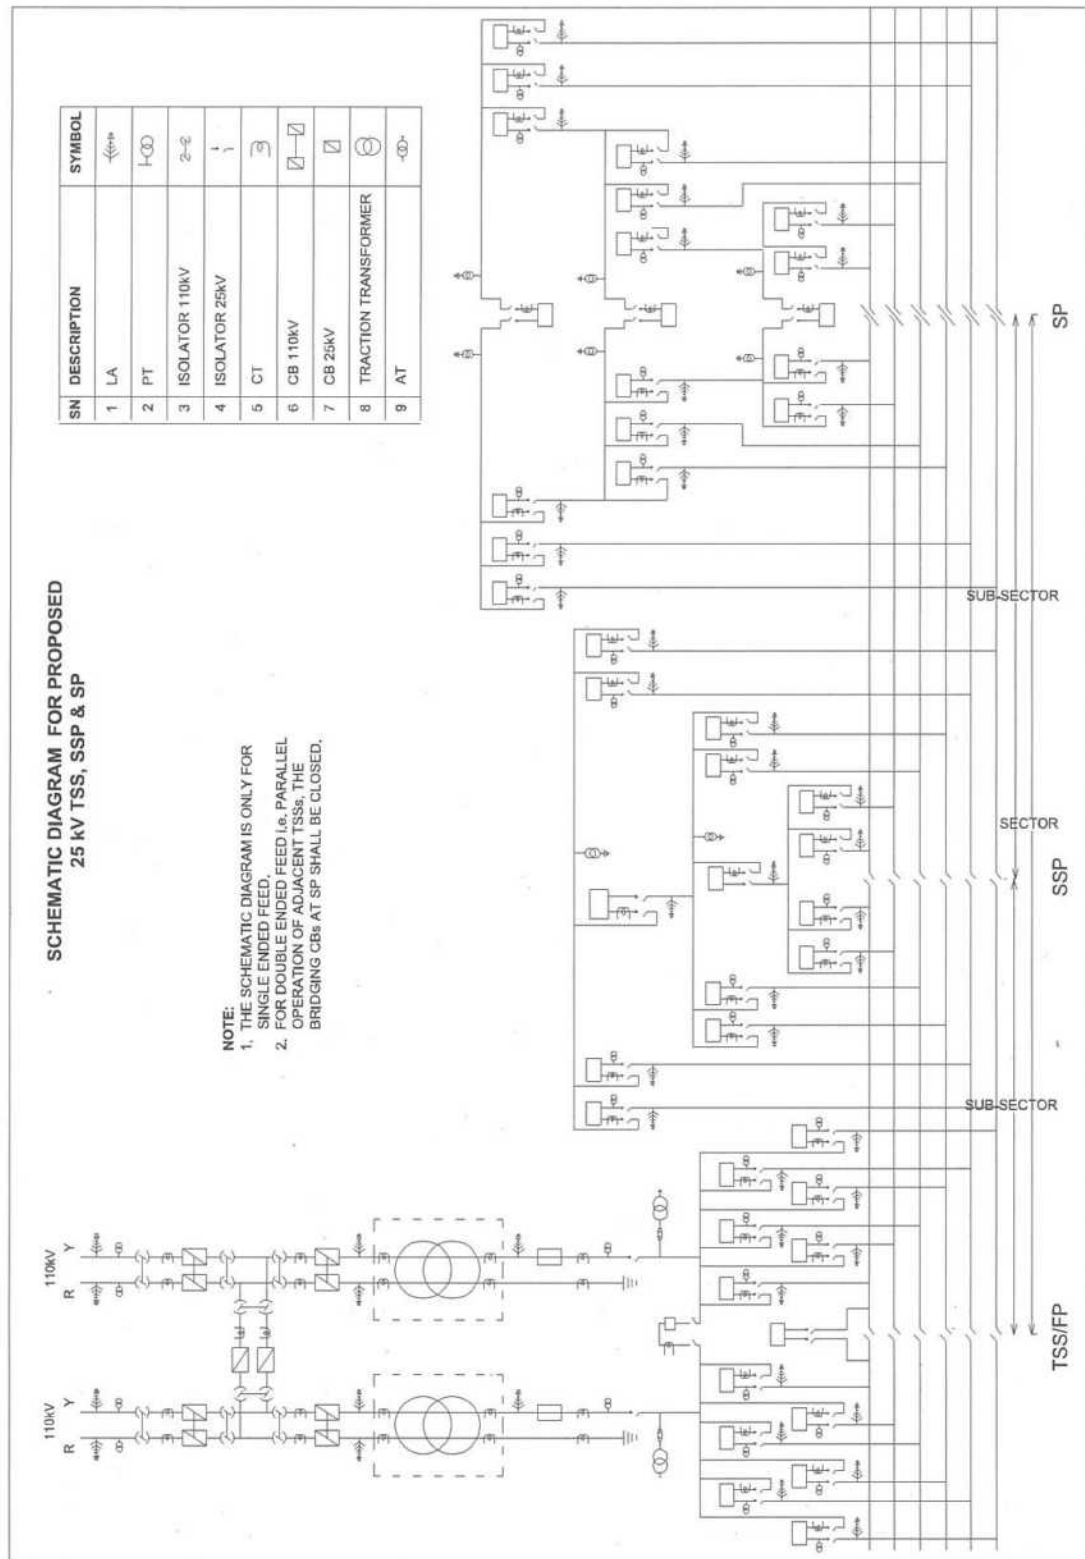 SCHEMATIC DIAGRAM FOR PROPOSED
25 kV TSS, SSP & SP
NOTE:
1. THE SCHEMATIC DIAGRAM IS ONLY FOR
SINGLE ENDED FEED.
2. FOR DOUBLE ENDED FEED i.e. PARALLEL
OPERATION OF ADJACENT TSSs, THE
BRIDGING CBs AT SP SHALL BE CLOSED.
SN DESCRIPTION SYMBOL
1 LA
2 PT
3 ISOLATOR 110kV
4 ISOLATOR 25kV
5 CT
6 CB 110kV
7 CB 25kV
8 TRACTION TRANSFORMER
9 AT
110kV
R Y
110kV
R Y
SUB-SECTOR
SUB-SECTOR
SECTOR
TSS/FP
SSP
SP